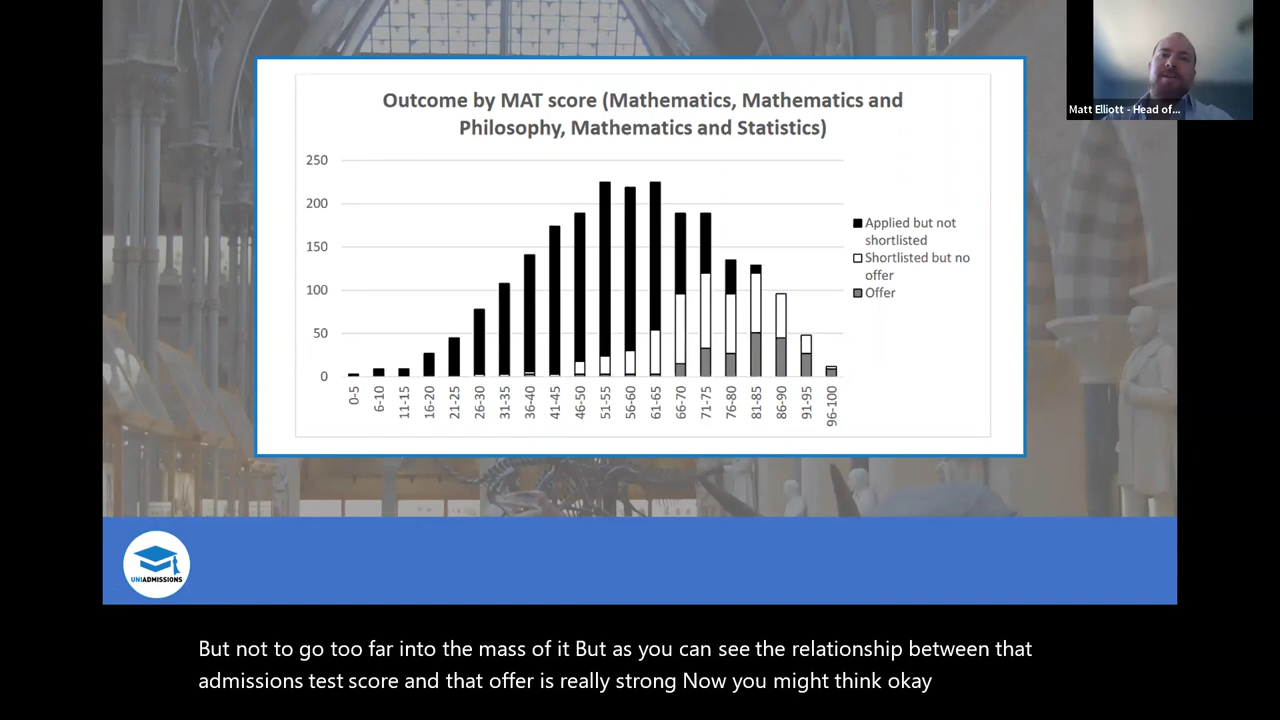 Outcome by MAT score (Mathematics, Mathematics and
Philosophy, Mathematics and Statistics)
Matt Elliott - Head of...
250
200
150
100
50
0
0-5
6-10
11-15
16-20
21-25
26-30
31-35
36-40
41-45
46-50
51-55
56-60
61-65
66-70
71-75
76-80
81-85
86-90
91-95
96-100
Applied but not
shortlisted
Shortlisted but no
offer
Offer
UNIADMISSIONS
But not to go too far into the mass of it But as you can see the relationship between that
admissions test score and that offer is really strong Now you might think okay